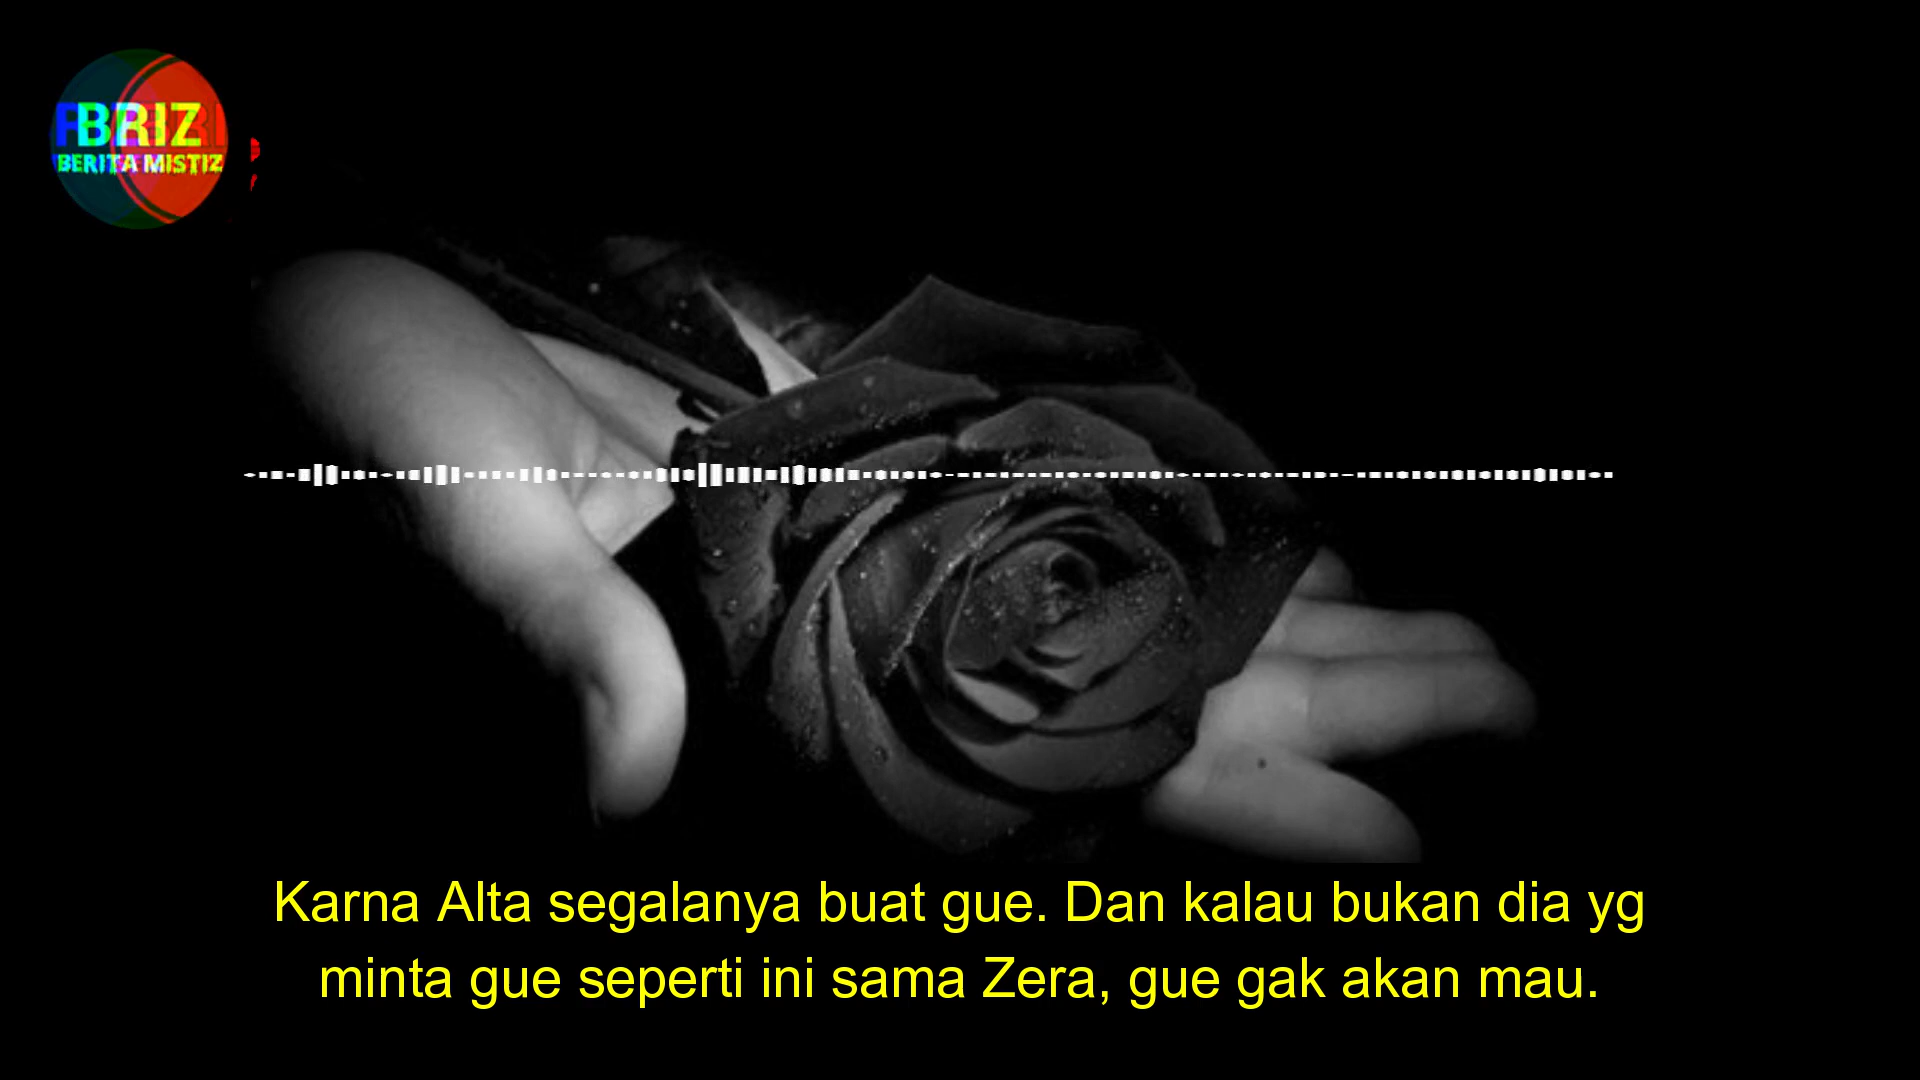 BRIZ
BERITA MISTIZ
Karna Alta segalanya buat gue. Dan kalau bukan dia yg
minta gue seperti ini sama Zera, gue gak akan mau.